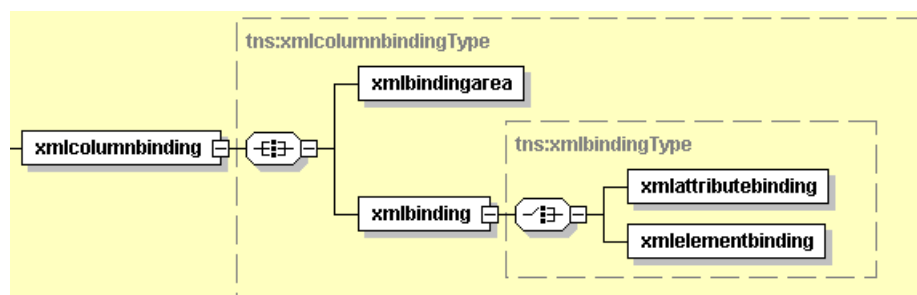 tns:xmlcolumnbindingType
xmlbindingarea
xmlcolumnbinding
tns:xmlbindingType
xmlattributebinding
xmlbinding
xmlelementbinding